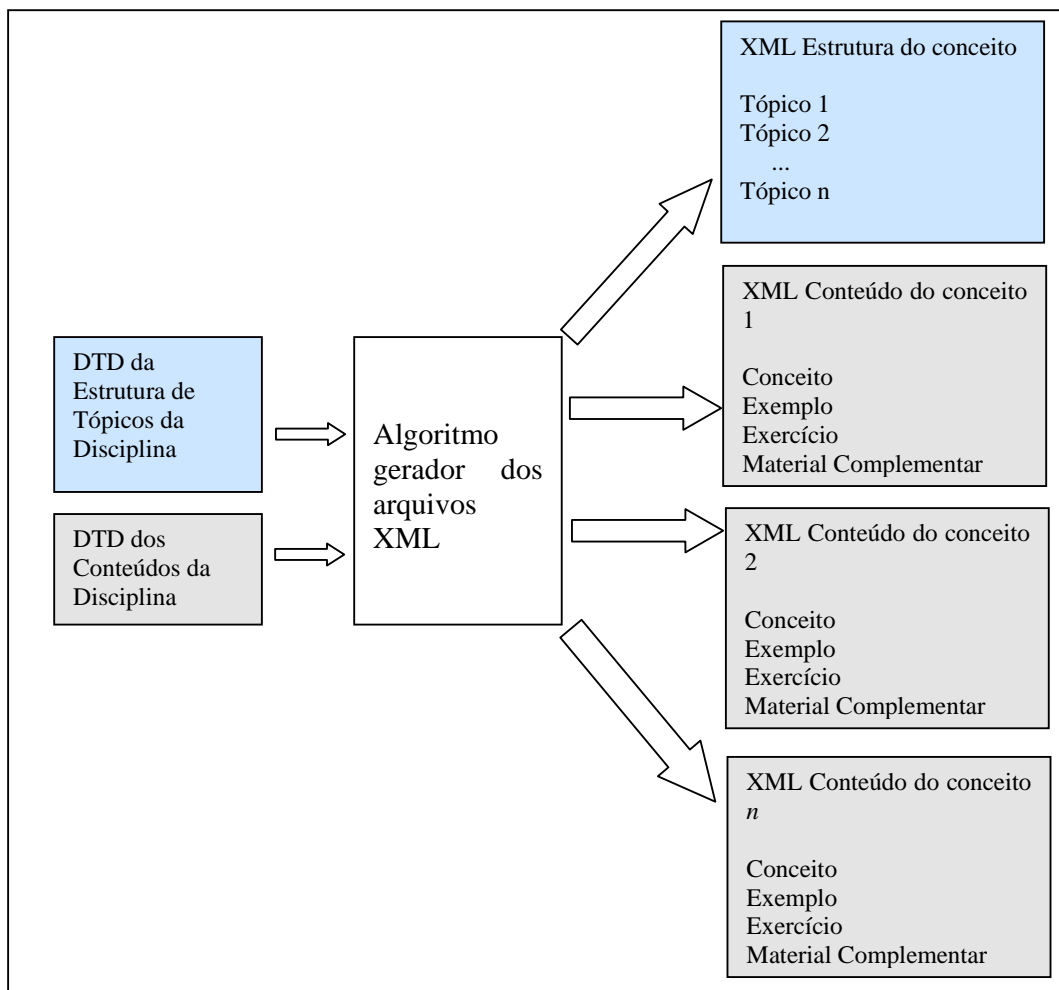 DTD da
Estrutura de
Tópicos da
Disciplina
DTD dos
Conteúdos da
Disciplina
Algoritmo
gerador dos
arquivos
XML
XML Estrutura do conceito
Tópico 1
Tópico 2
...
Tópico n
XML Conteúdo do conceito
1
Conceito
Exemplo
Exercício
Material Complementar
XML Conteúdo do conceito
2
Conceito
Exemplo
Exercício
Material Complementar
XML Conteúdo do conceito
n
Conceito
Exemplo
Exercício
Material Complementar